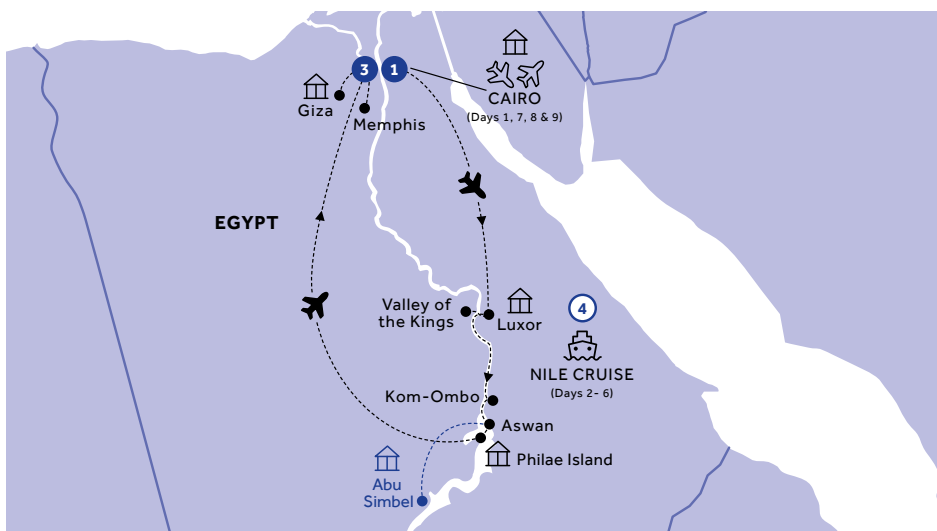 3
1
CAIRO
(Days 1, 7, 8 & 9)
Giza
Memphis
EGYPT
Valley of
the Kings
Luxor
4
NILE CRUISE
(Days 2- 6)
Kom-Ombo
Aswan
Philae Island
Abu
Simbel